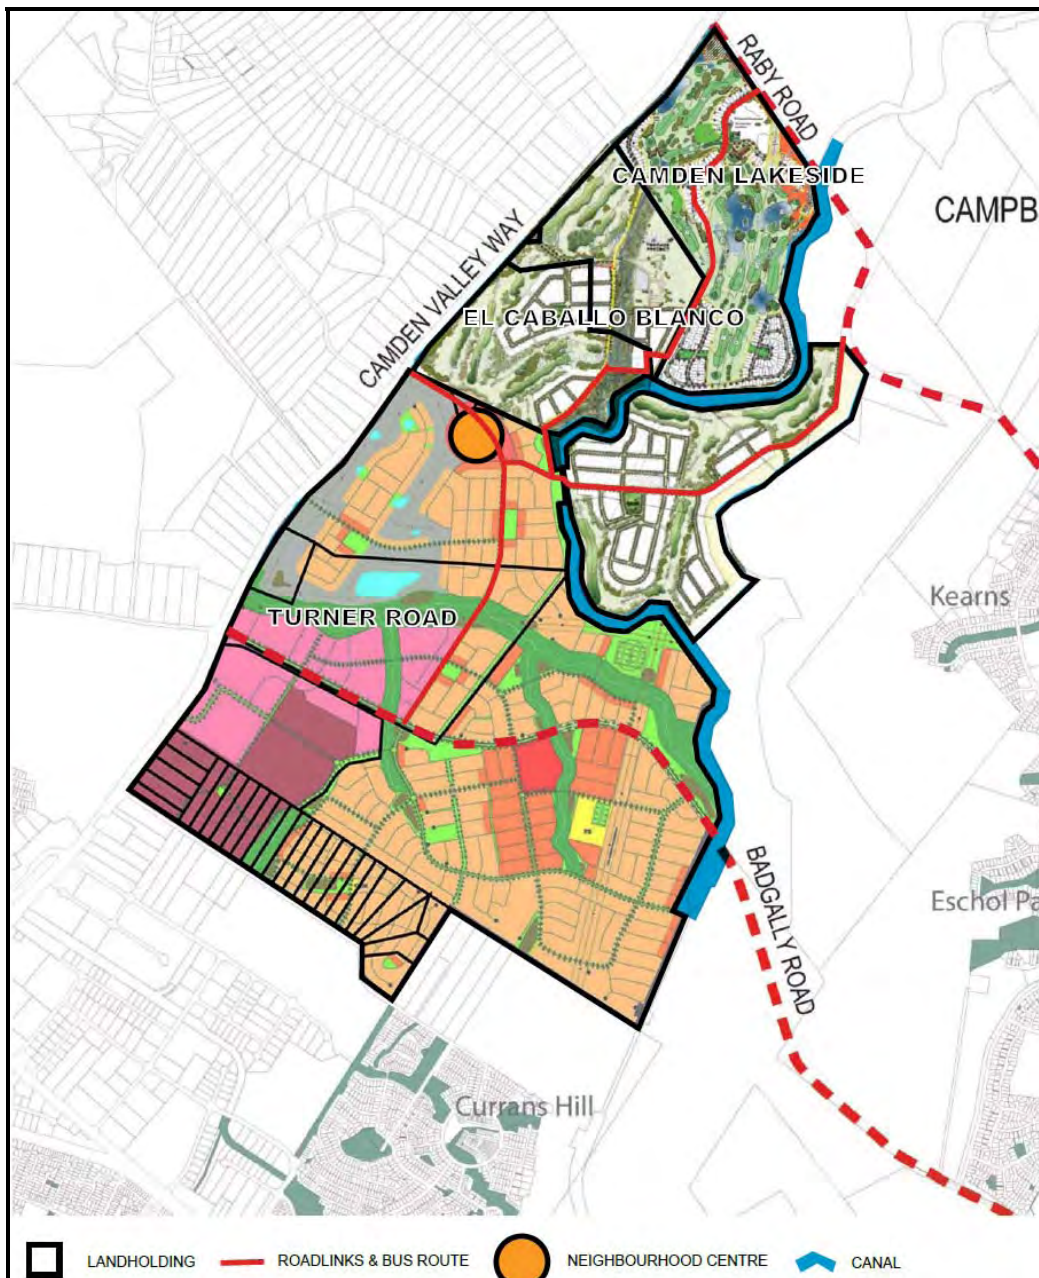 RABY ROAD
CAMDEN LAKESIDE
CAMPB
CAMDEN VALLEY WAY
EL CABALLO BLANCO
Kearns
TURNER ROAD
BADGALLY ROAD
Eschol Pa
Currans Hill
LANDHOLDING
ROADLINKS & BUS ROUTE
NEIGHBOURHOOD CENTRE
CANAL